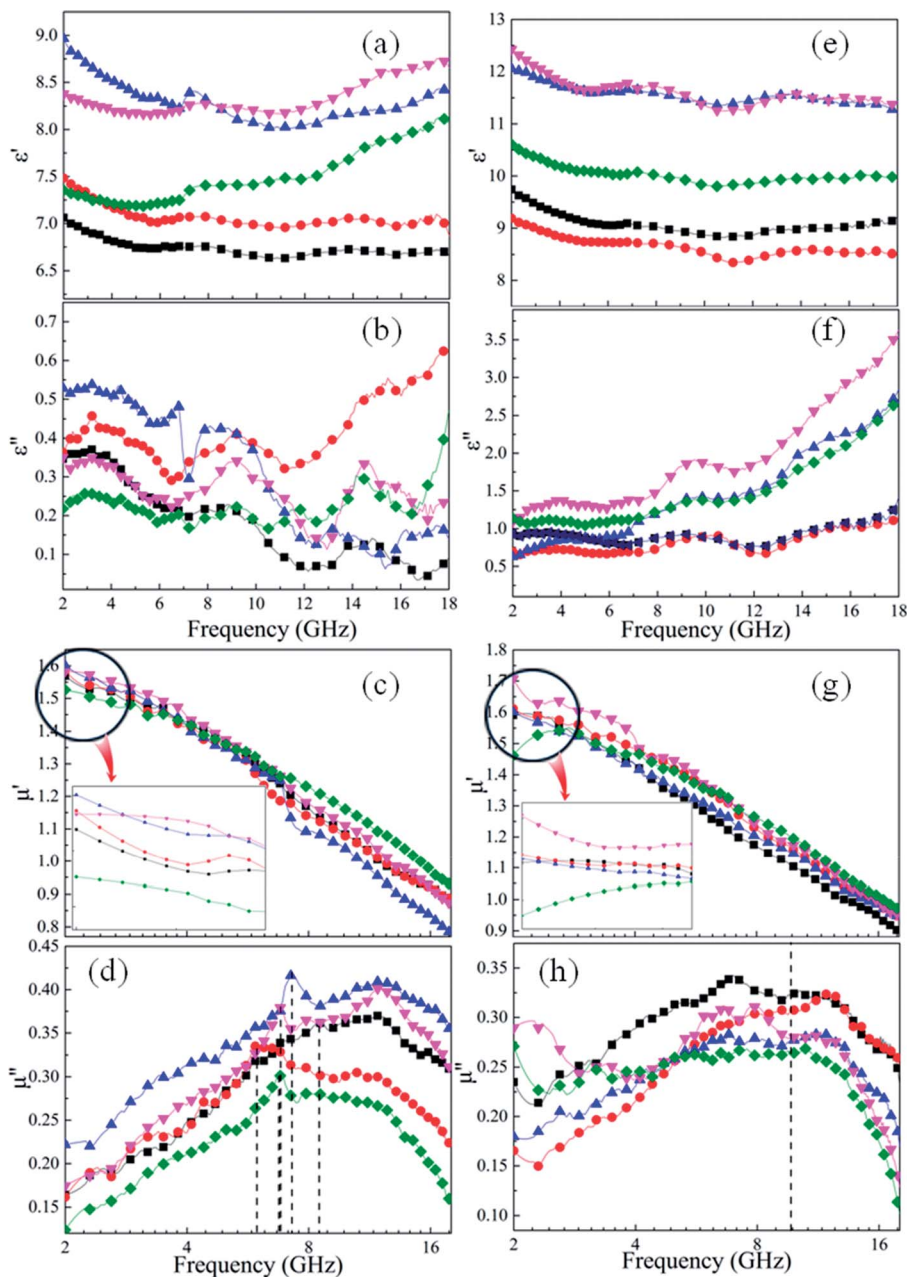 (a)
9.0
8.5
8.0
7.5
7.0
6.5
ε'
(b)
0.7
0.6
0.5
0.4
0.3
0.2
0.1
ε''
2 4 6 8 10 12 14 16 18
Frequency (GHz)
(e)
13
12
11
10
9
8
ε'
(f)
3.5
3.0
2.5
2.0
1.5
1.0
0.5
ε''
2 4 6 8 10 12 14 16 18
Frequency (GHz)
(c)
1.6
1.5
1.4
1.3
1.2
1.1
1.0
0.9
0.8
μ'
(d)
0.45
0.40
0.35
0.30
0.25
0.20
0.15
μ''
2 4 8 16
Frequency (GHz)
(g)
1.8
1.7
1.6
1.5
1.4
1.3
1.2
1.1
1.0
0.9
μ'
(h)
0.35
0.30
0.25
0.20
0.15
0.10
μ''
2 4 8 16
Frequency (GHz)